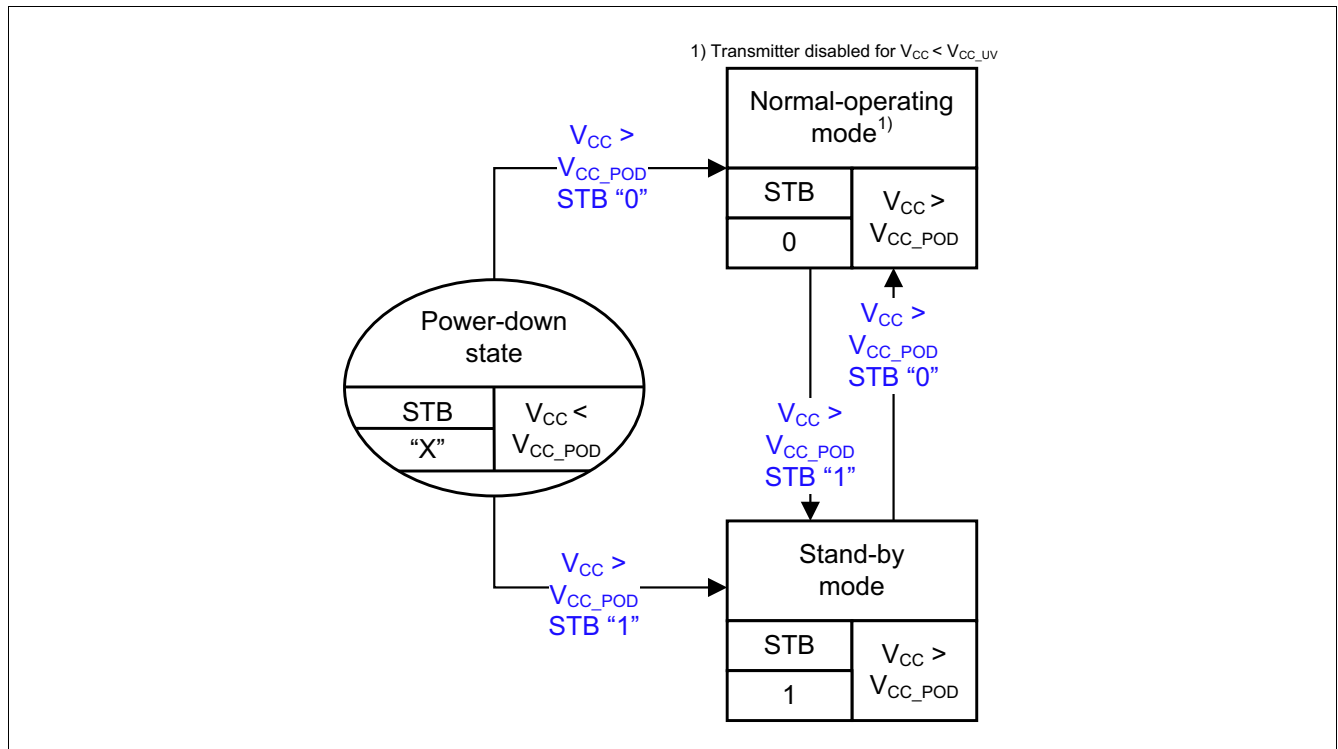 1) Transmitter disabled for VCC < VCC_UV
Normal-operating
mode1)
STB
0
VCC >
VCC_POD
VCC >
VCC_POD
STB “0”
Power-down
state
STB
“X”
VCC <
VCC_POD
VCC >
VCC_POD
STB “0”
VCC >
VCC_POD
STB “1”
VCC >
VCC_POD
STB “1”
Stand-by
mode
STB
1
VCC >
VCC_POD